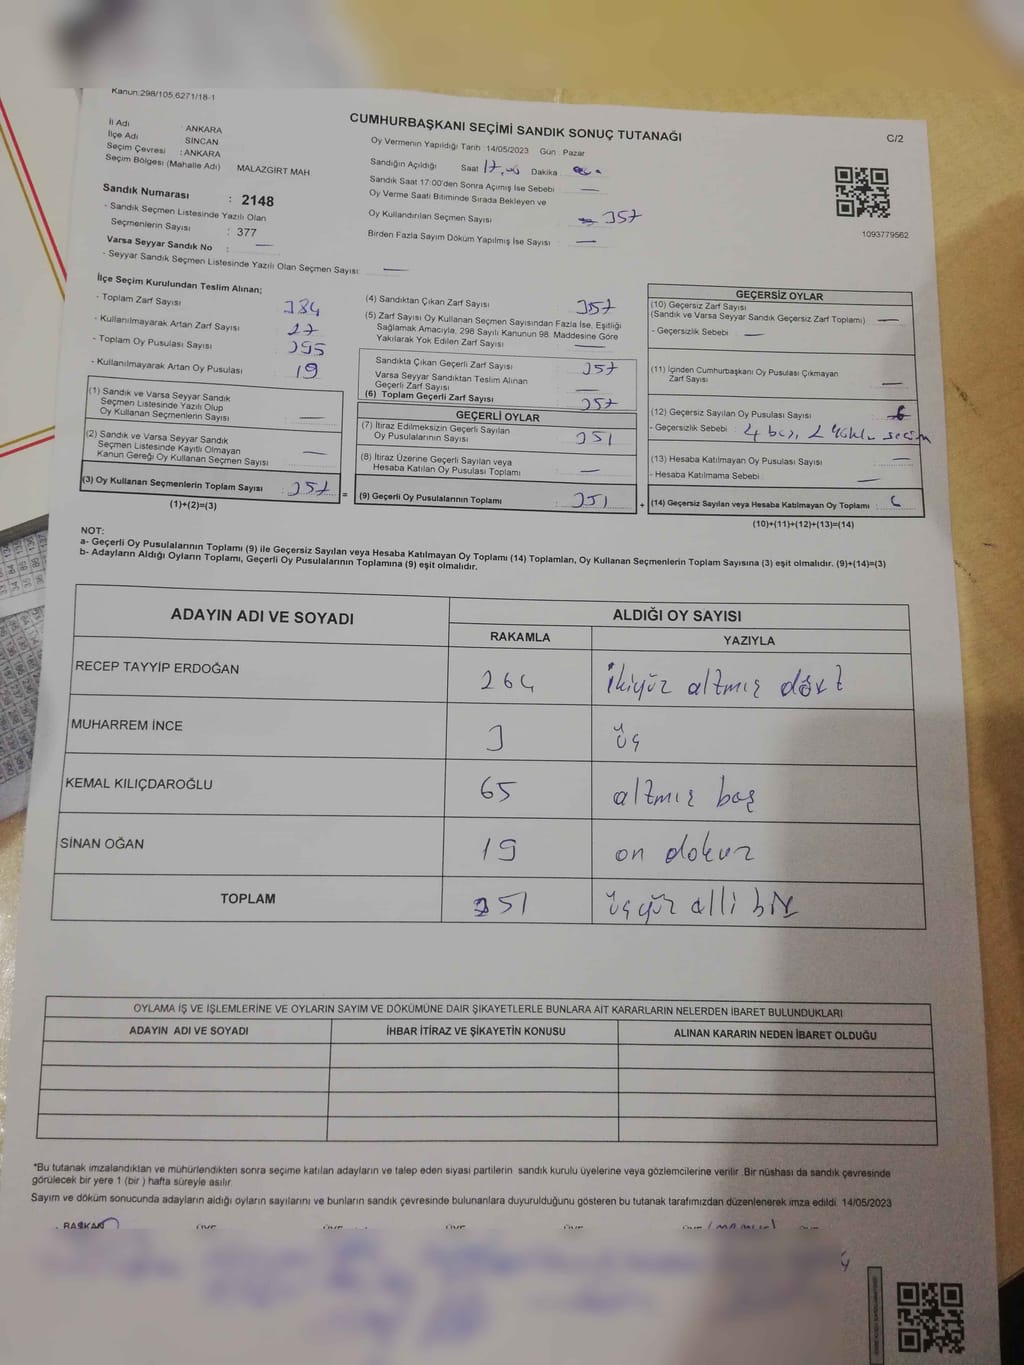 Kanun:298/105,6271/18-1
CUMHURBAŞKANI SEÇİMİ SANDIK SONUÇ TUTANAĞI
C/2
İl Adı : ANKARA
İlçe Adı : SİNCAN
Seçim Çevresi : ANKARA
Seçim Bölgesi (Mahalle Adı) MALAZGİRT MAH
Sandık Numarası : 2148
- Sandık Seçmen Listesinde Yazılı Olan
Seçmenlerin Sayısı : 377
Varsa Seyyar Sandık No : —
- Seyyar Sandık Seçmen Listesinde Yazılı Olan Seçmen Sayısı: —
Oy Vermenin Yapıldığı Tarih : 14/05/2023 Gün : Pazar
Sandığın Açıldığı Saat 17,00 Dakika
Sandık Saat 17:00'den Sonra Açımış İse Sebebi —
Oy Verme Saati Bitiminde Sırada Bekleyen ve
Oy Kullandırılan Seçmen Sayısı 357
Birden Fazla Sayım Döküm Yapılmış İse Sayısı : —
1093779562
İlçe Seçim Kurulundan Teslim Alınan;
- Toplam Zarf Sayısı 384
- Kullanılmayarak Artan Zarf Sayısı 27
- Toplam Oy Pusulası Sayısı 395
- Kullanılmayarak Artan Oy Pusulası 19
(1) Sandık ve Varsa Seyyar Sandık
Seçmen Listesinde Yazılı Olup
Oy Kullanan Seçmenlerin Sayısı —
(2) Sandık ve Varsa Seyyar Sandık
Seçmen Listesinde Kayıtlı Olmayan
Kanun Gereği Oy Kullanan Seçmen Sayısı —
(3) Oy Kullanan Seçmenlerin Toplam Sayısı 357 =
(1)+(2)=(3)
(4) Sandıktan Çıkan Zarf Sayısı 357
(5) Zarf Sayısı Oy Kullanan Seçmen Sayısından Fazla İse, Eşitliği
Sağlamak Amacıyla, 298 Sayılı Kanunun 98. Maddesine Göre
Yakılarak Yok Edilen Zarf Sayısı —
Sandıkta Çıkan Geçerli Zarf Sayısı 357
Varsa Seyyar Sandıktan Teslim Alınan
Geçerli Zarf Sayısı —
(6) Toplam Geçerli Zarf Sayısı 357
GEÇERLİ OYLAR
(7) İtiraz Edilmeksizin Geçerli Sayılan
Oy Pusulalarının Sayısı 351
(8) İtiraz Üzerine Geçerli Sayılan veya
Hesaba Katılan Oy Pusulası Toplamı —
(9) Geçerli Oy Pusulalarının Toplamı 351 +
GEÇERSİZ OYLAR
(10) Geçersiz Zarf Sayısı
(Sandık ve Varsa Seyyar Sandık Geçersiz Zarf Toplamı) —
- Geçersizlik Sebebi : —
(11) İçinden Cumhurbaşkanı Oy Pusulası Çıkmayan
Zarf Sayısı —
(12) Geçersiz Sayılan Oy Pusulası Sayısı 6
- Geçersizlik Sebebi :
(13) Hesaba Katılmayan Oy Pusulası Sayısı —
- Hesaba Katılmama Sebebi : —
(14) Geçersiz Sayılan veya Hesaba Katılmayan Oy Toplamı : 6
(10)+(11)+(12)+(13)=(14)
NOT:
a- Geçerli Oy Pusulalarının Toplamı (9) ile Geçersiz Sayılan veya Hesaba Katılmayan Oy Toplamı (14) Toplamları, Oy Kullanan Seçmenlerin Toplam Sayısına (3) eşit olmalıdır. (9)+(14)=(3)
b- Adayların Aldığı Oyların Toplamı, Geçerli Oy Pusulalarının Toplamına (9) eşit olmalıdır.
ADAYIN ADI VE SOYADI ALDIĞI OY SAYISI
RAKAMLA YAZIYLA
RECEP TAYYİP ERDOĞAN 264 ikiyüz altmış dört
MUHARREM İNCE 3 üç
KEMAL KILIÇDAROĞLU 65 altmış beş
SİNAN OĞAN 19 on dokuz
TOPLAM 351 üçyüz elli bir
OYLAMA İŞ VE İŞLEMLERİNE VE OYLARIN SAYIM VE DÖKÜMÜNE DAİR ŞİKAYETLERLE BUNLARA AİT KARARLARIN NELERDEN İBARET BULUNDUKLARI
ADAYIN ADI VE SOYADI İHBAR İTİRAZ VE ŞİKAYETİN KONUSU ALINAN KARARIN NEDEN İBARET OLDUĞU
*Bu tutanak imzalandıktan ve mühürlendikten sonra seçime katılan adayların ve talep eden siyasi partilerin sandık kurulu üyelerine veya gözlemcilerine verilir. Bir nüshası da sandık çevresinde
görülecek bir yere 1 (bir ) hafta süreyle asılır.
Sayım ve döküm sonucunda adayların aldığı oyların sayılarını ve bunların sandık çevresinde bulunanlara duyurulduğunu gösteren bu tutanak tarafımızdan düzenlenerek imza edildi. 14/05/2023
BAŞKAN